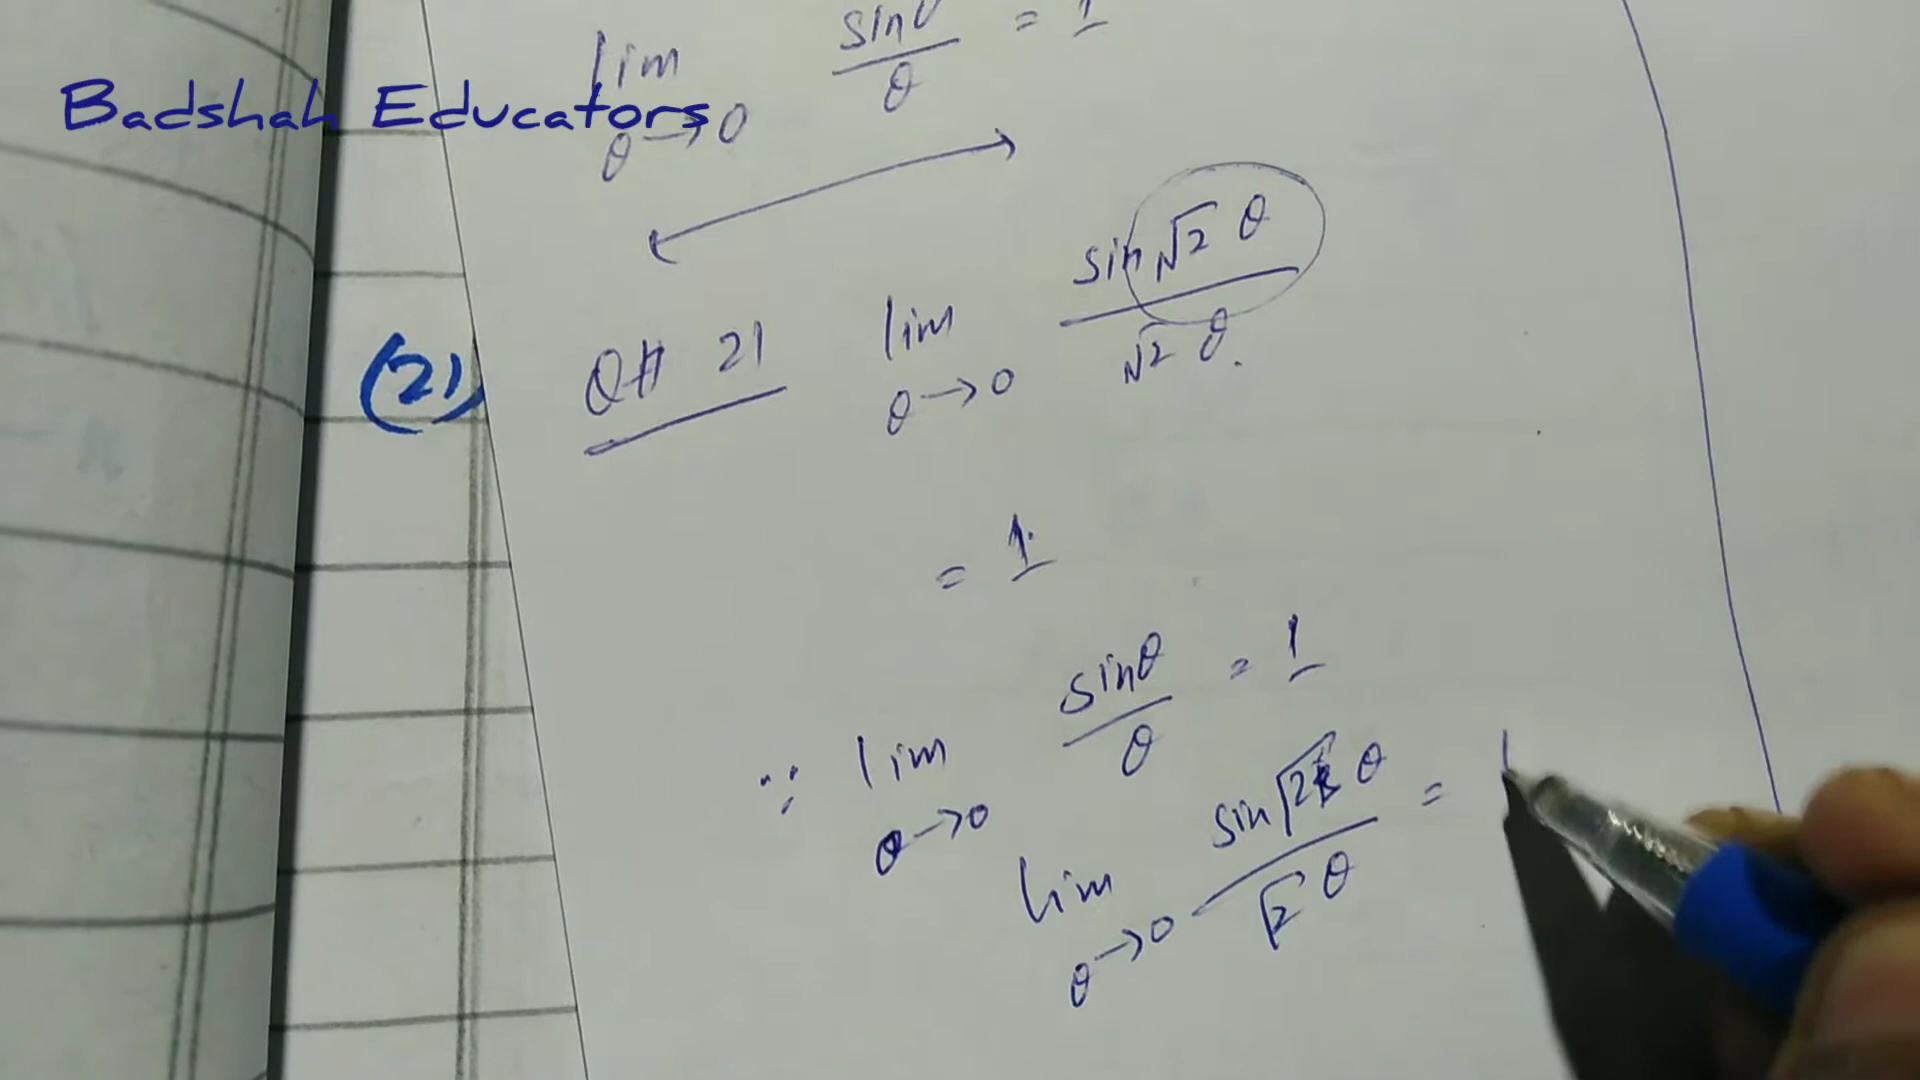 lim θ→0 sinθ/θ = 1
Badshah Educators
(21) Q# 21 lim θ→0 sin√2 θ/√2 θ.
= 1
∵ lim θ→0 sinθ/θ = 1
lim θ→0 sin√2 θ/√2 θ = 1